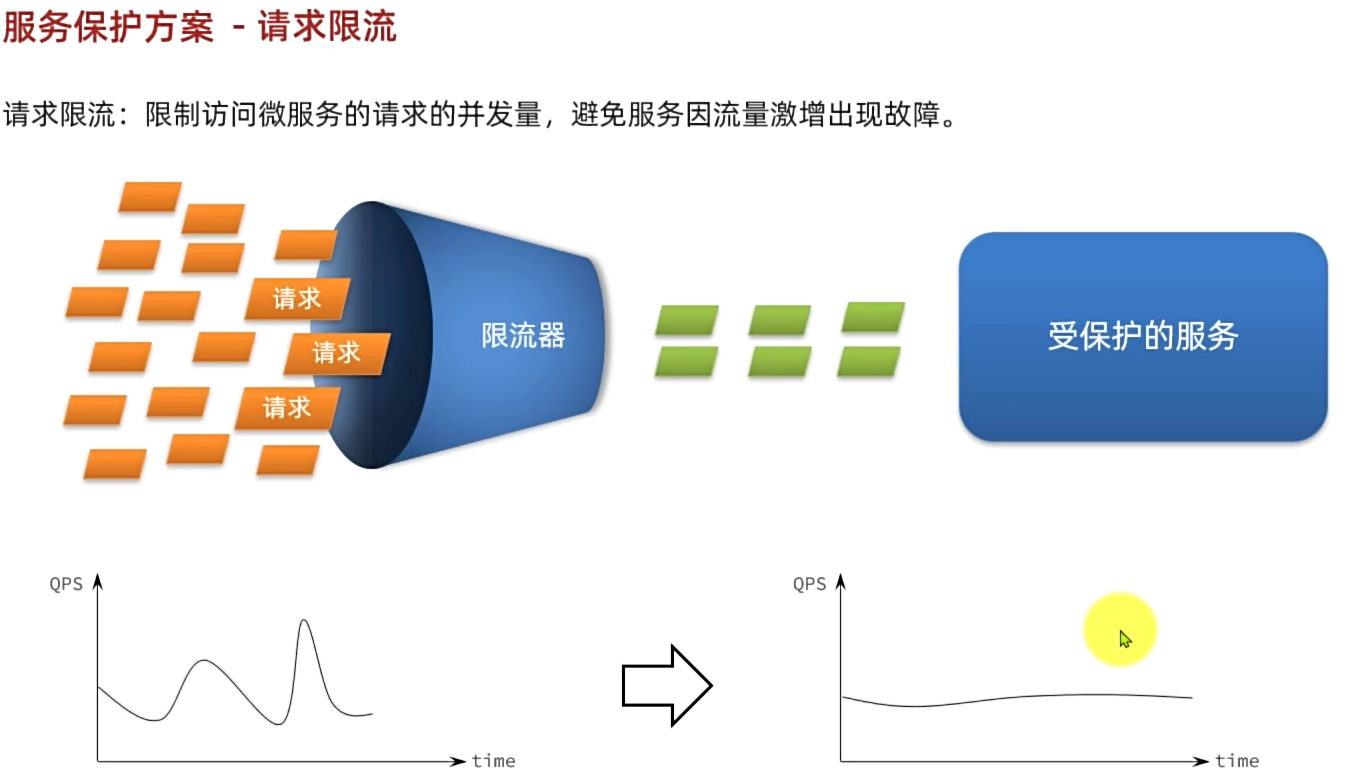 服务保护方案 - 请求限流
请求限流：限制访问微服务的请求的并发量，避免服务因流量激增出现故障。
请求
请求
请求
限流器
受保护的服务
QPS
time
QPS
time